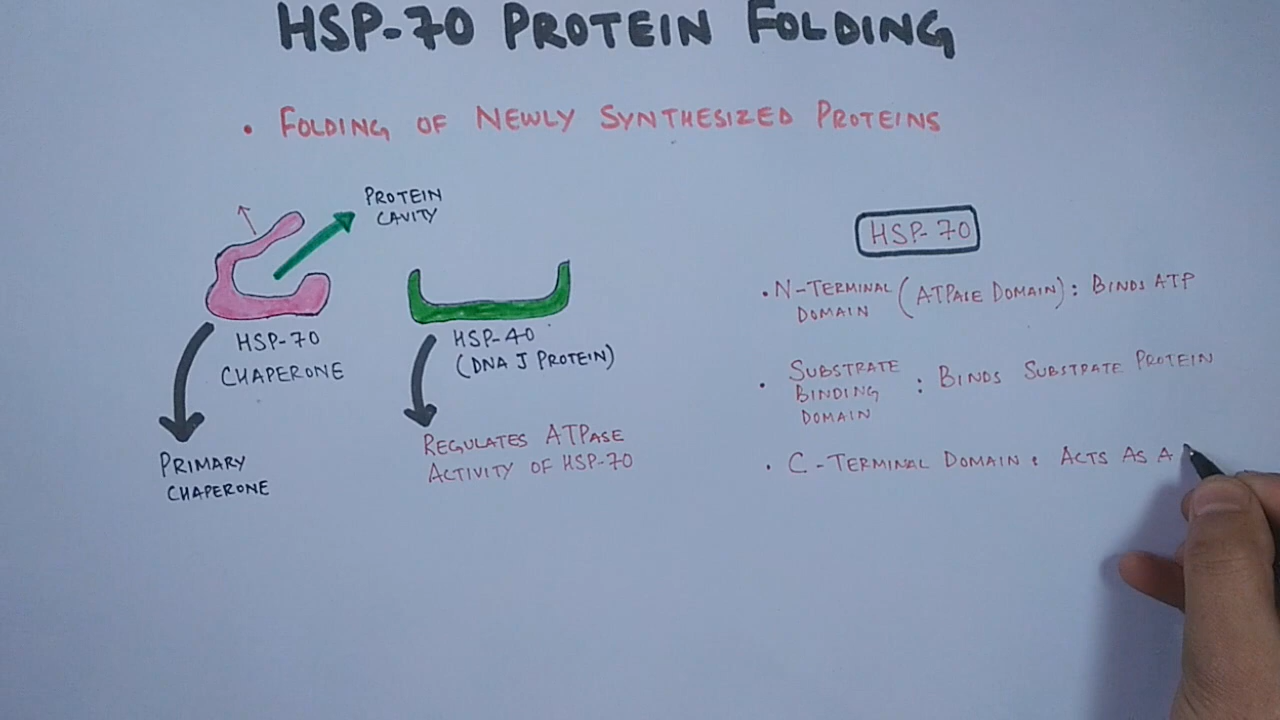 HSP-70 PROTEIN FOLDING
• FOLDING OF NEWLY SYNTHESIZED PROTEINS
PROTEIN
CAVITY
HSP-70
CHAPERONE
PRIMARY
CHAPERONE
HSP-40
(DNA J PROTEIN)
REGULATES ATPASE
ACTIVITY OF HSP-70
HSP-70
• N-TERMINAL (ATPASE DOMAIN) : BINDS ATP
DOMAIN
• SUBSTRATE
BINDING : BINDS SUBSTRATE PROTEIN
DOMAIN
• C-TERMINAL DOMAIN : ACTS AS A